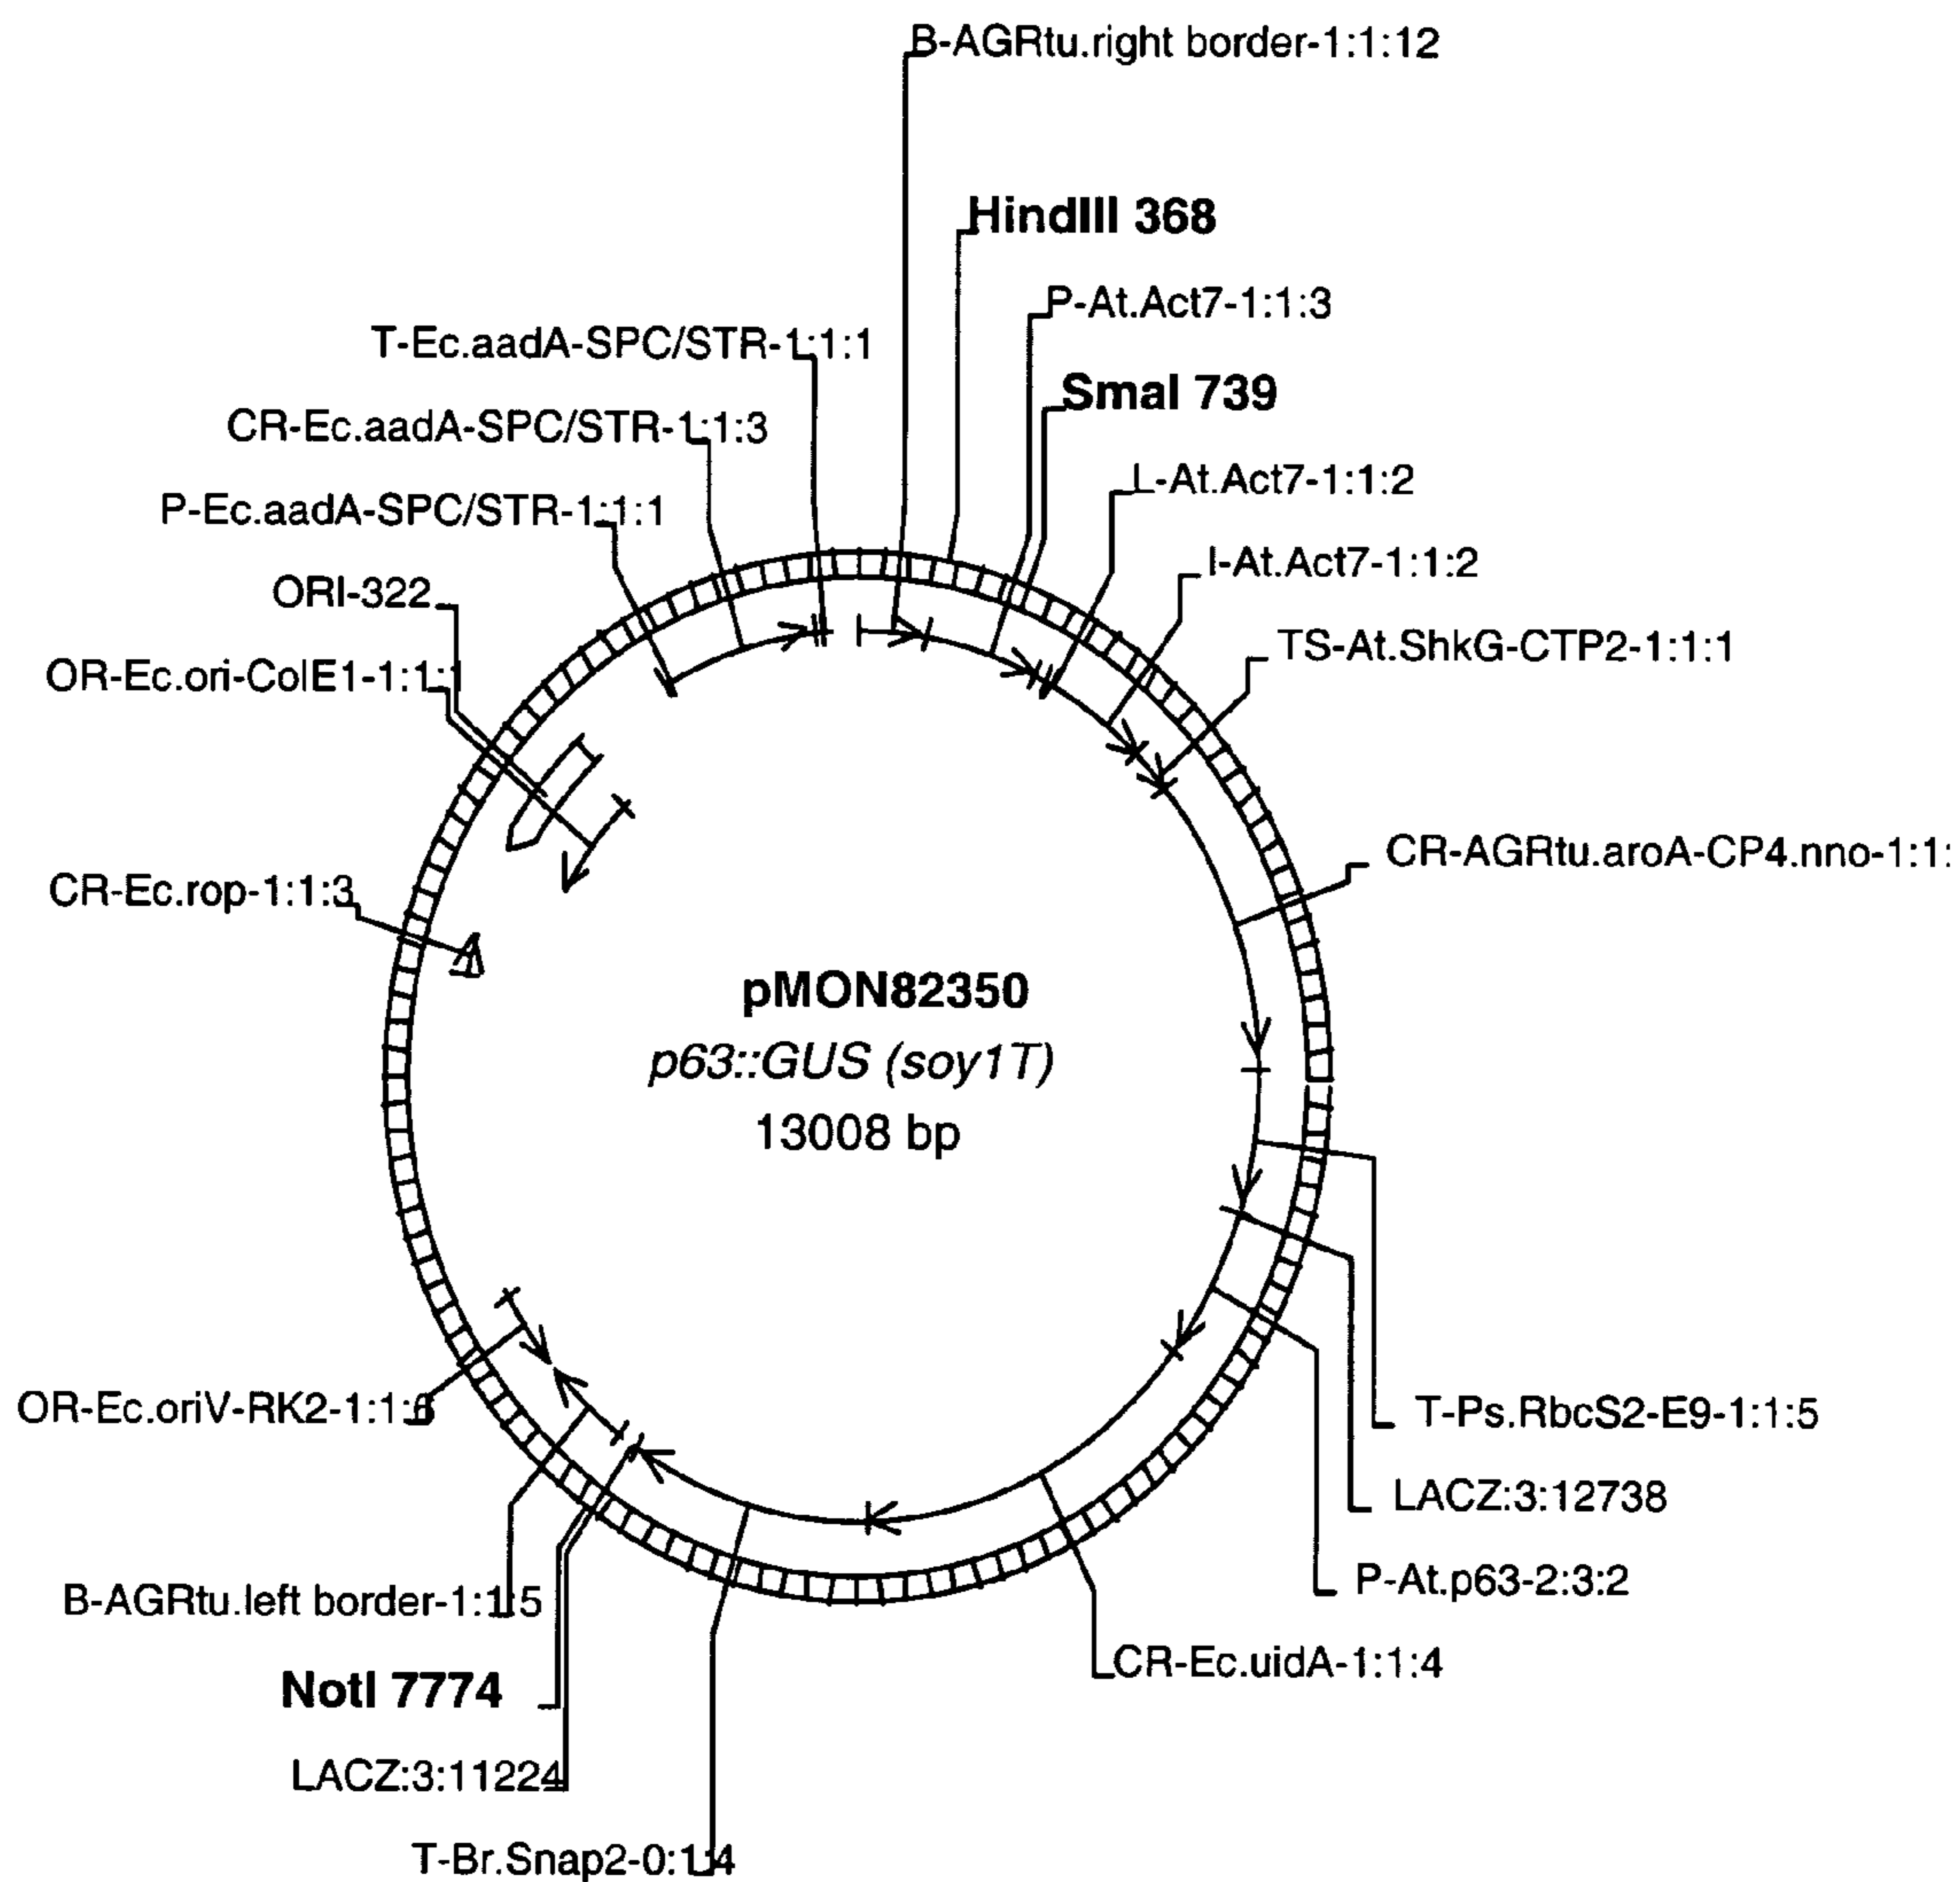 B-AGRtu.right border-1:1:12
HindIII 368
P-At.Act7-1:1:3
T-Ec.aadA-SPC/STR-1:1:1
SmaI 739
CR-Ec.aadA-SPC/STR-1:1:3
L-At.Act7-1:1:2
P-Ec.aadA-SPC/STR-1:1:1
I-At.Act7-1:1:2
ORI-322
TS-At.ShkG-CTP2-1:1:1
OR-Ec.ori-ColE1-1:1:1
CR-AGRtu.aroA-CP4.nno-1:1:
CR-Ec.rop-1:1:3
pMON82350
p63::GUS (soy1T)
13008 bp
OR-Ec.oriV-RK2-1:1:6
T-Ps.RbcS2-E9-1:1:5
LACZ:3:12738
P-At.p63-2:3:2
B-AGRtu.left border-1:1:5
CR-Ec.uidA-1:1:4
NotI 7774
LACZ:3:11224
T-Br.Snap2-0:1:4